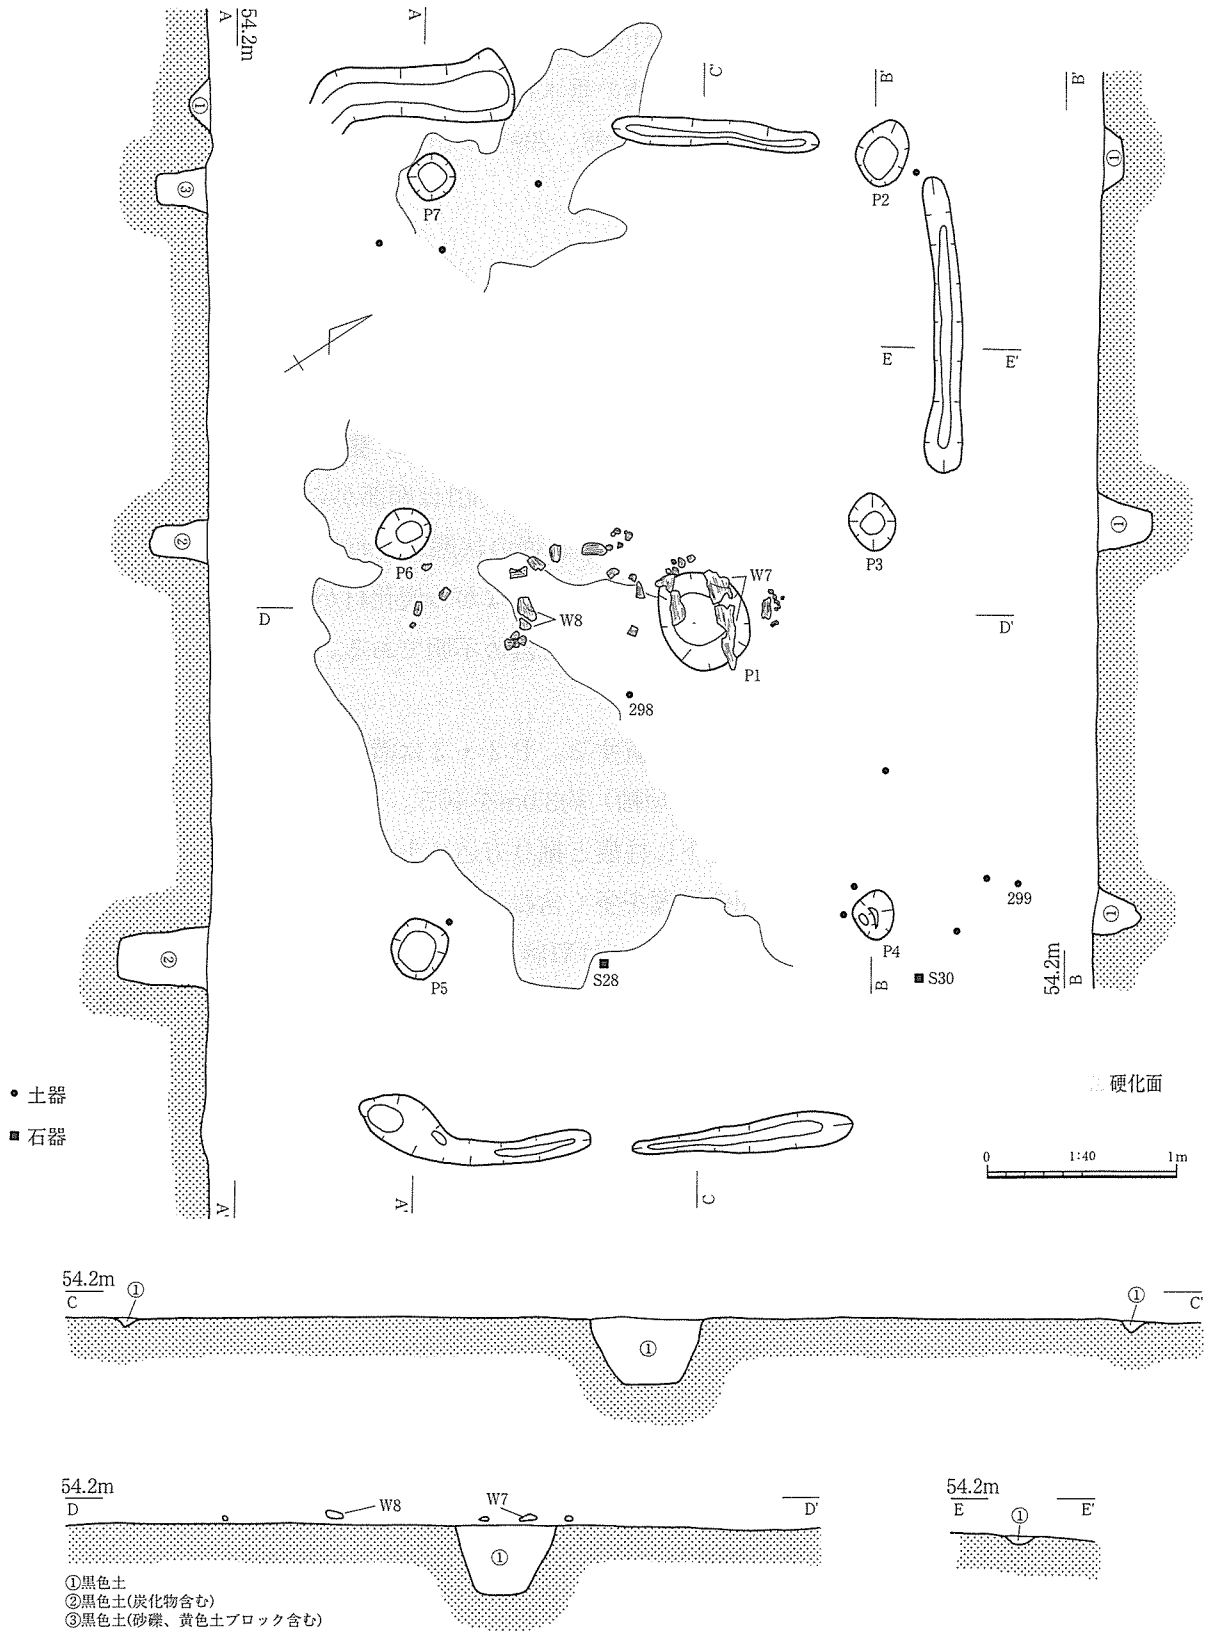 A
54.2m
A
C'
B'
B'
①
③
P7
P2
①
E
E'
②
P6
P3
①
W7
D
W8
D'
P1
298
299
①
P4
②
P5
S28
B
S30
54.2m
B
土器
石器
硬化面
0 1:40 1m
A'
A'
C
54.2m
C
①
①
C'
①
54.2m
D
W8
W7
D'
①
54.2m
E
①
E'
①黒色土
②黒色土(炭化物含む)
③黒色土(砂礫、黄色土ブロック含む)